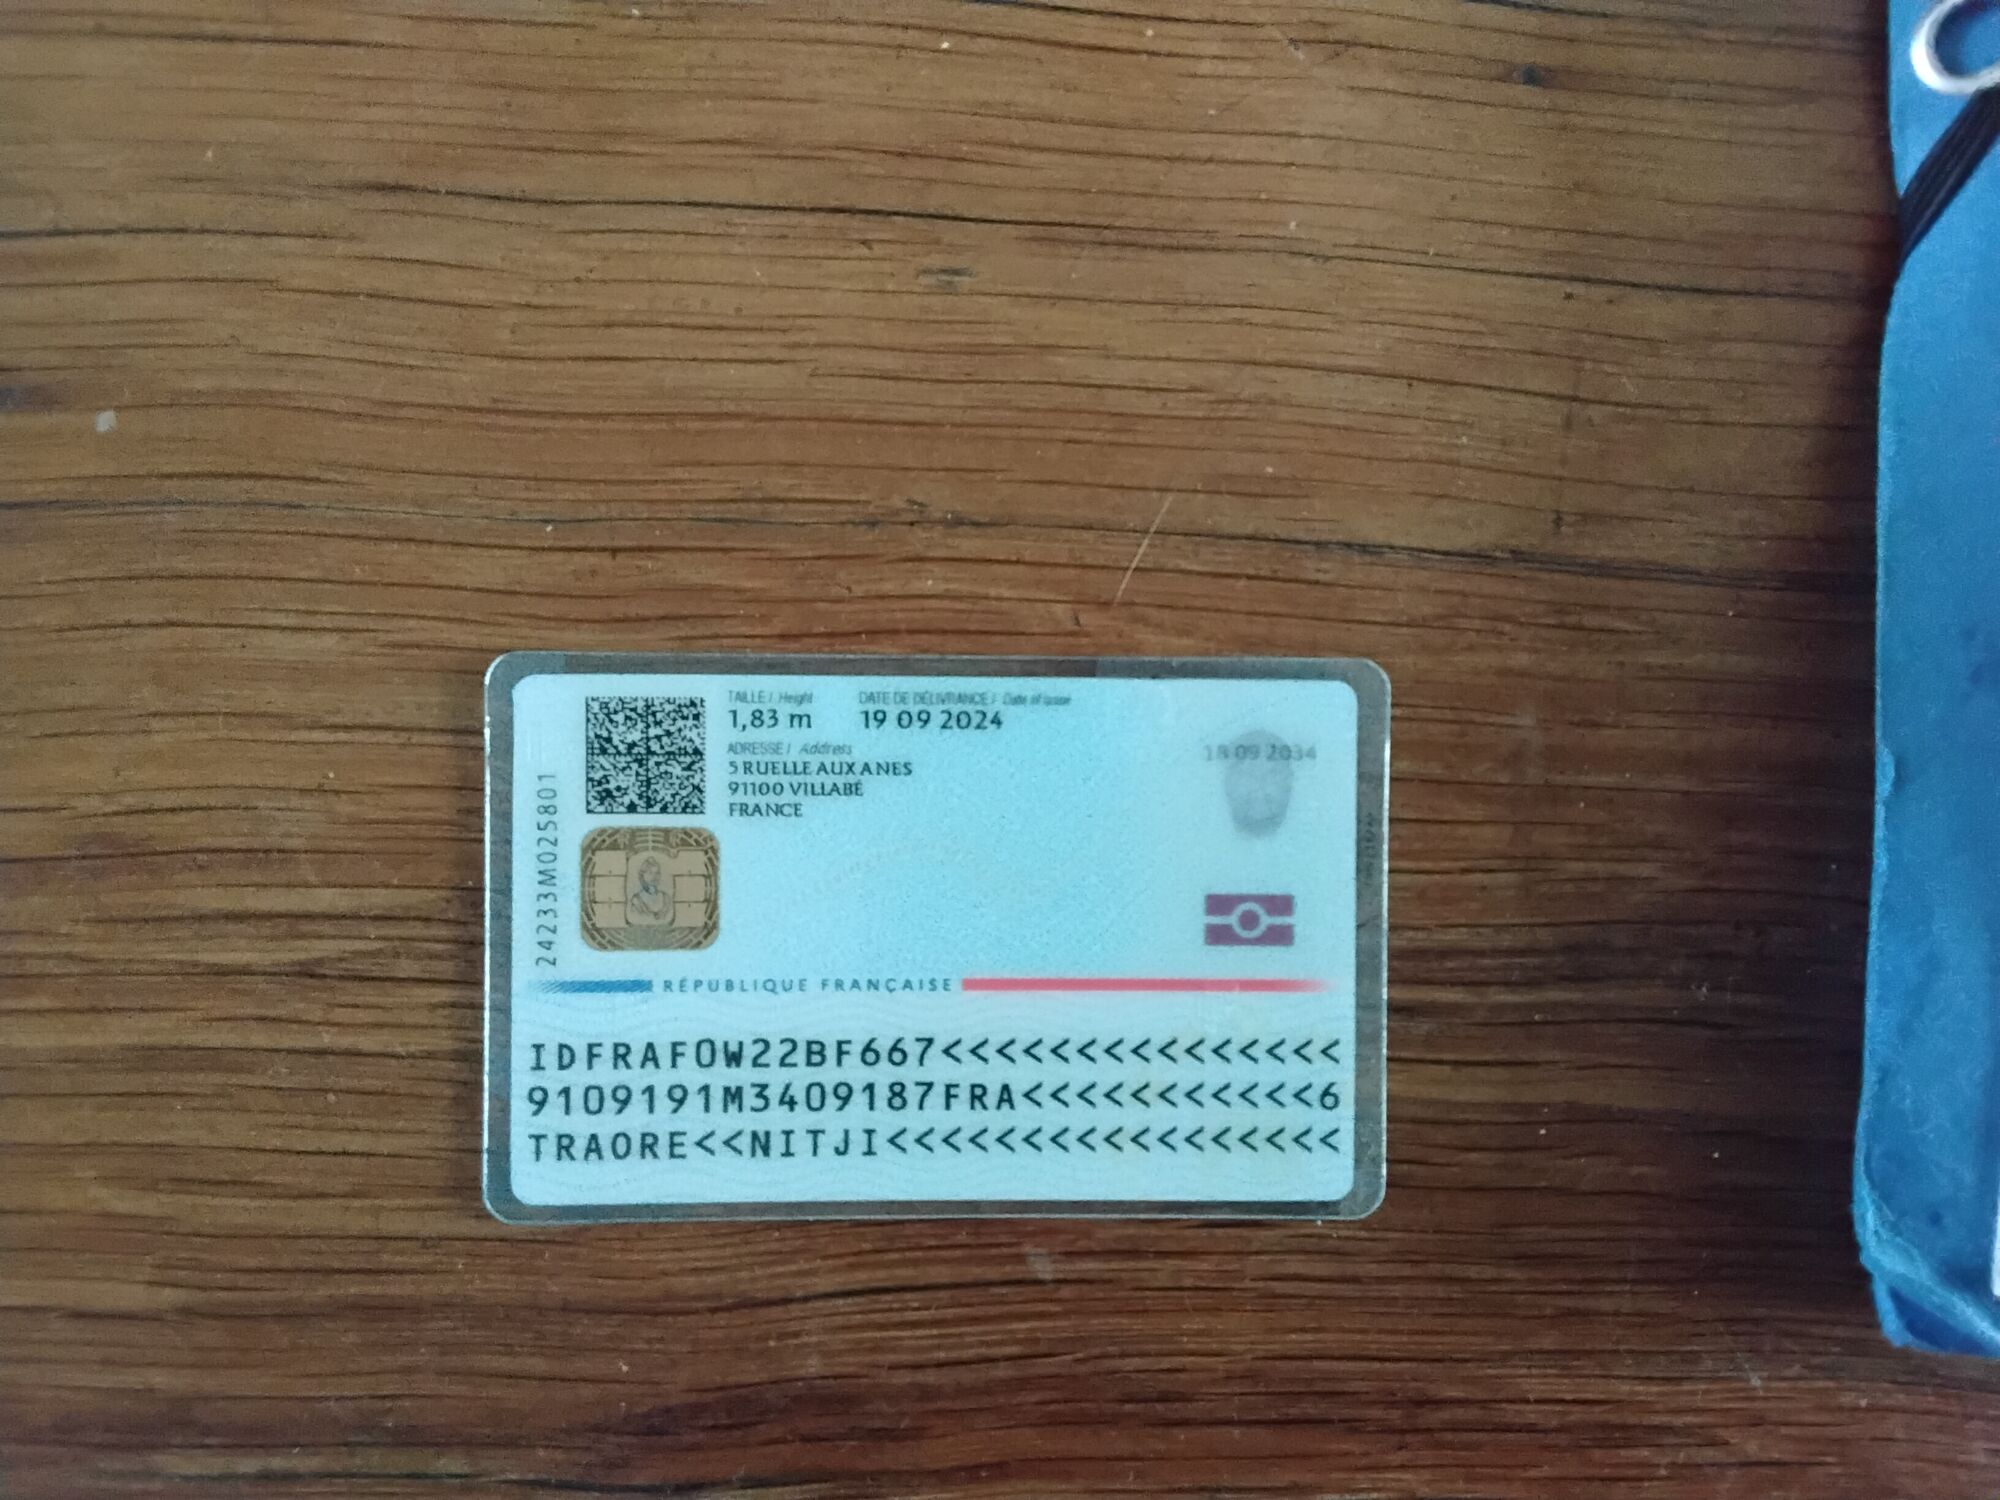 TAILLE / Height DATE DE DÉLIVRANCE / Date of issue
1,83 m 19 09 2024
ADRESSE / Address
5 RUELLE AUX ANES
91100 VILLABÉ
FRANCE
18 09 2034
24233M025801
RÉPUBLIQUE FRANÇAISE
IDFRAF0W22BF667<<<<<<<<<<<<<<<
9109191M3409187FRA<<<<<<<<<<<6
TRAORE<<NITJI<<<<<<<<<<<<<<<<<